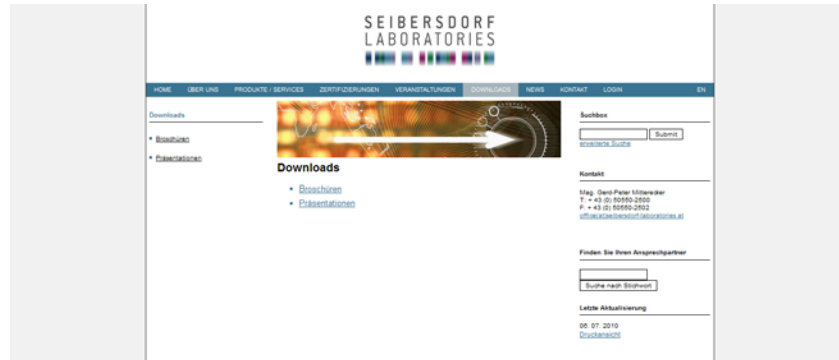 SEIBERSDORF
LABORATORIES
HOME ÜBER UNS PRODUKTE / SERVICES ZERTIFIZIERUNGEN VERANSTALTUNGEN DOWNLOADS NEWS KONTAKT LOGIN EN
Downloads
Broschüren
Präsentationen
Downloads
• Broschüren
• Präsentationen
Suchbox
Submit
erweiterte Suche
Kontakt
Mag. Gerd-Peter Mitterecker
T: + 43 (0) 50550-2500
F: + 43 (0) 50550-2502
office(at)seibersdorf-laboratories.at
Finden Sie Ihren Ansprechpartner
Suche nach Stichwort
Letzte Aktualisierung
06. 07. 2010
Druckansicht